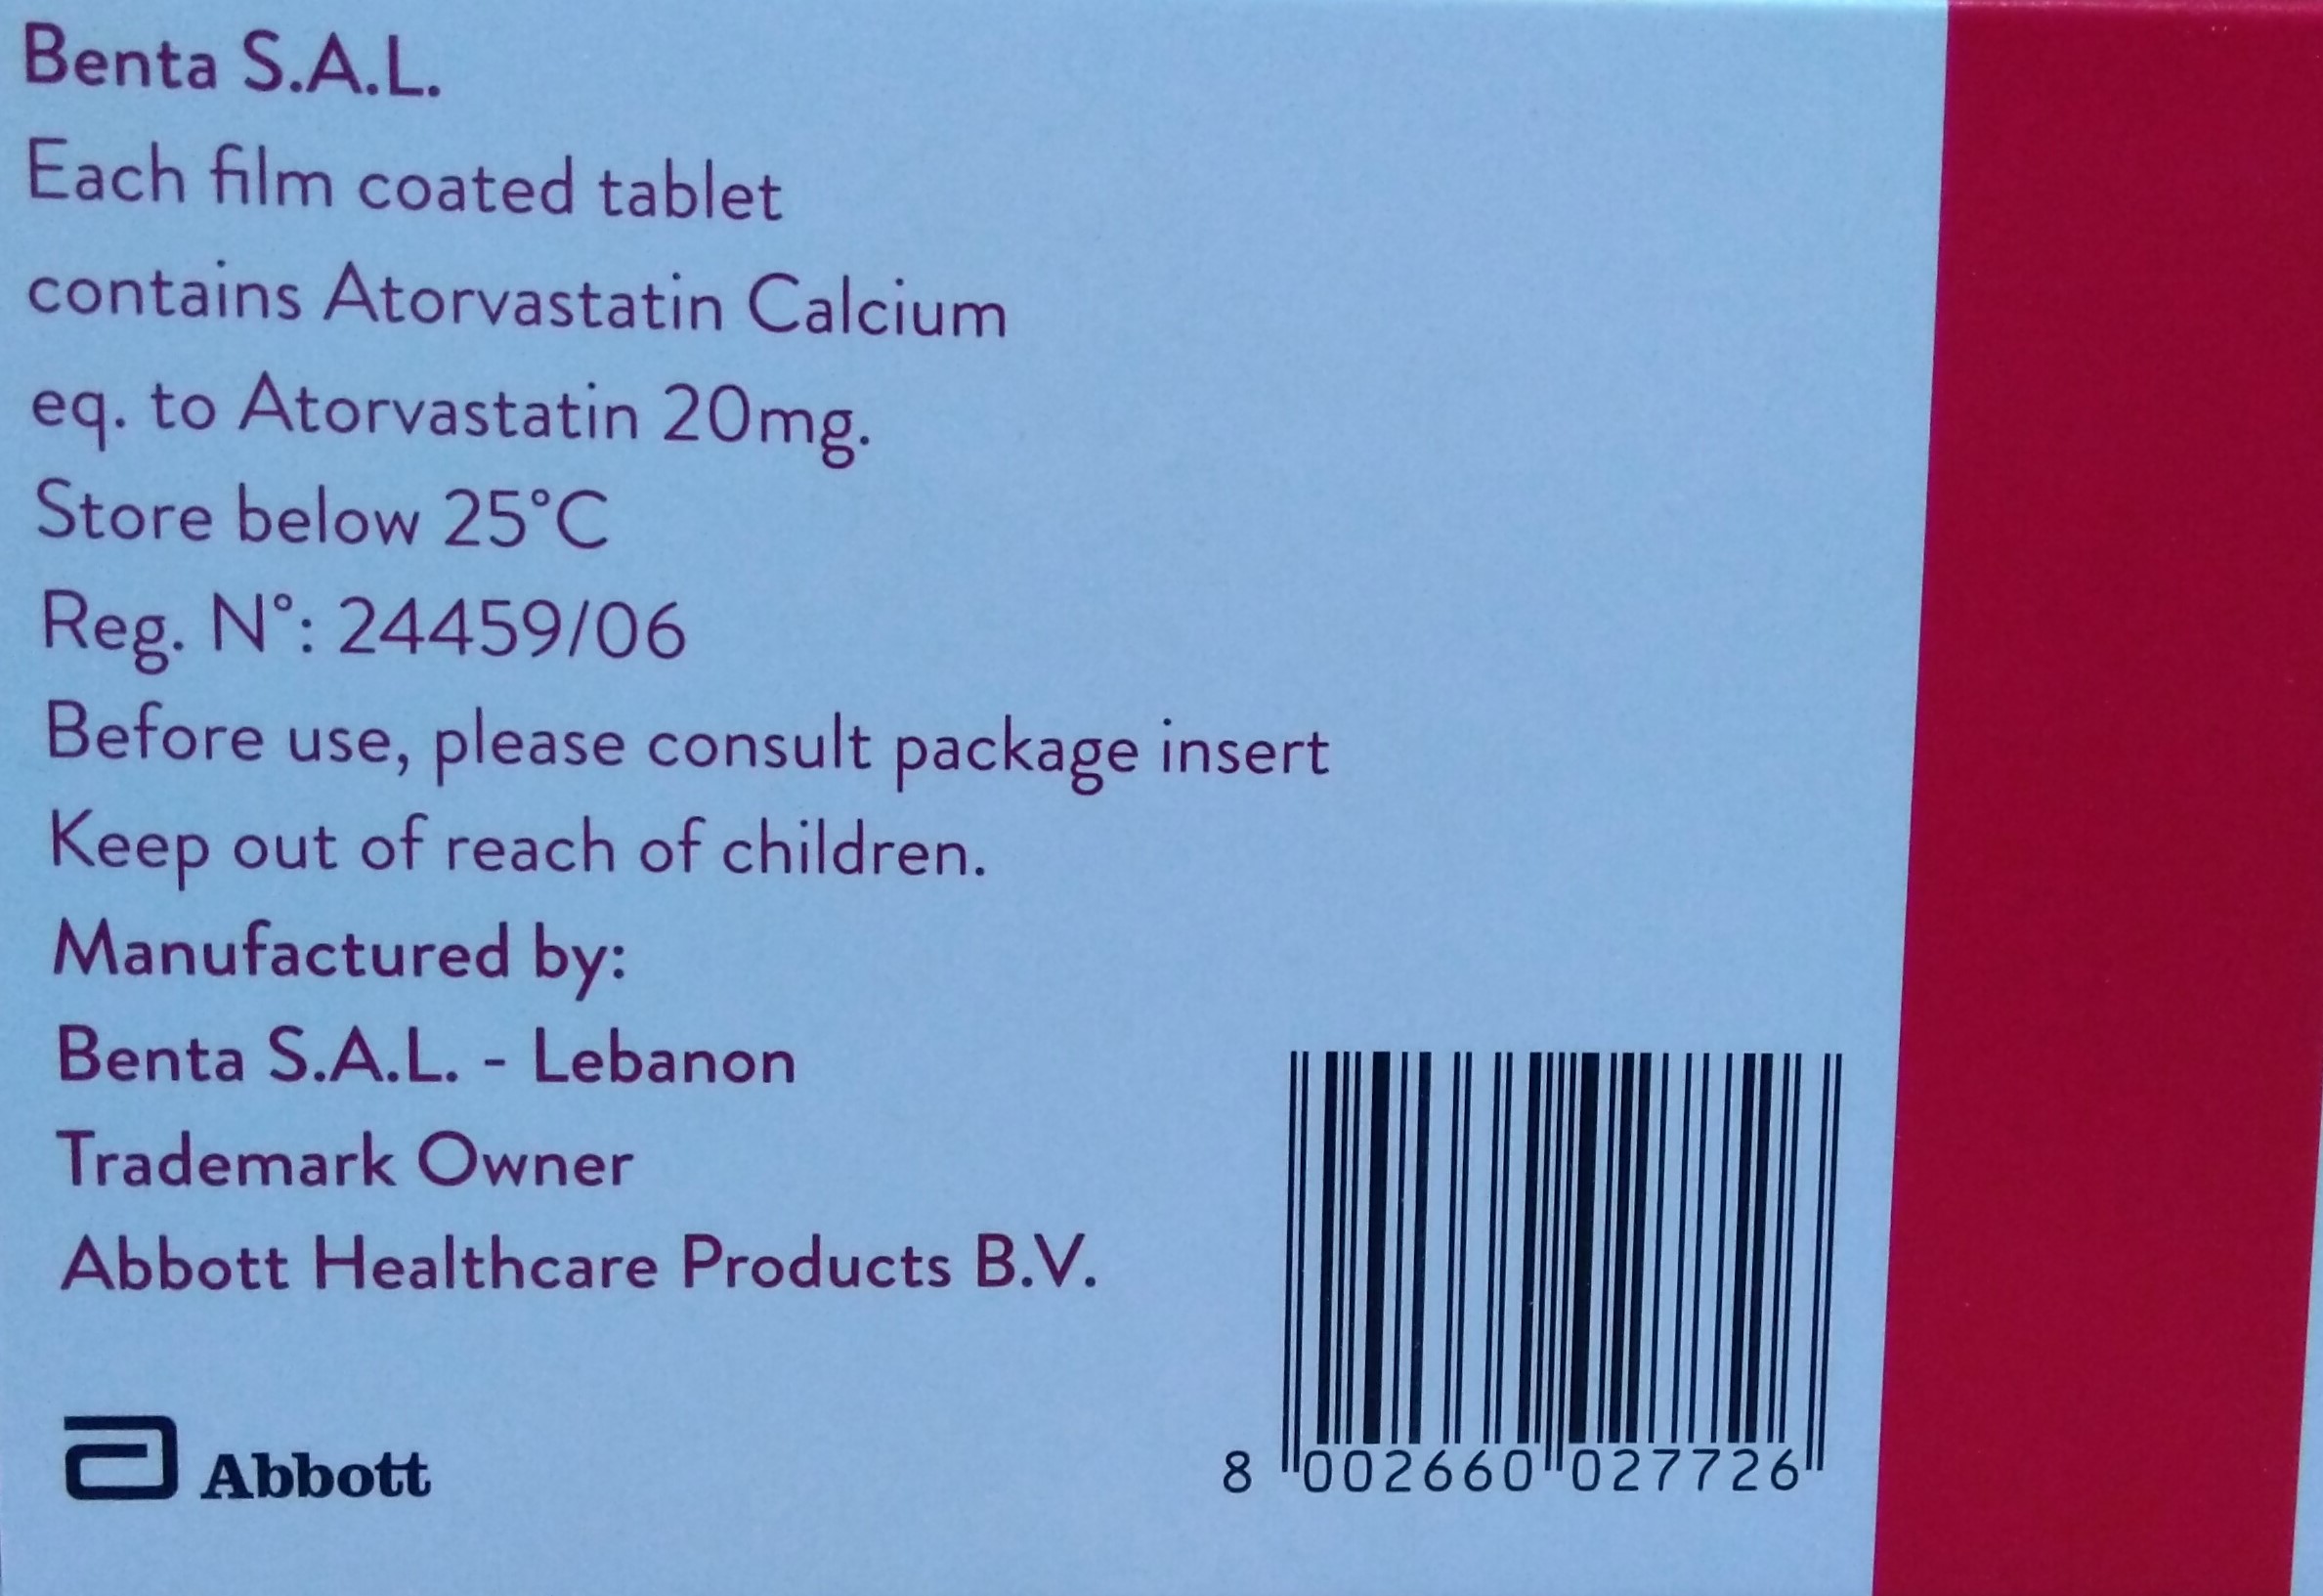 Benta S.A.L.
Each film coated tablet
contains Atorvastatin Calcium
eq. to Atorvastatin 20mg.
Store below 25°C
Reg. N°: 24459/06
Before use, please consult package insert
Keep out of reach of children.
Manufactured by:
Benta S.A.L. - Lebanon
Trademark Owner
Abbott Healthcare Products B.V.
Abbott
8 002660 027726